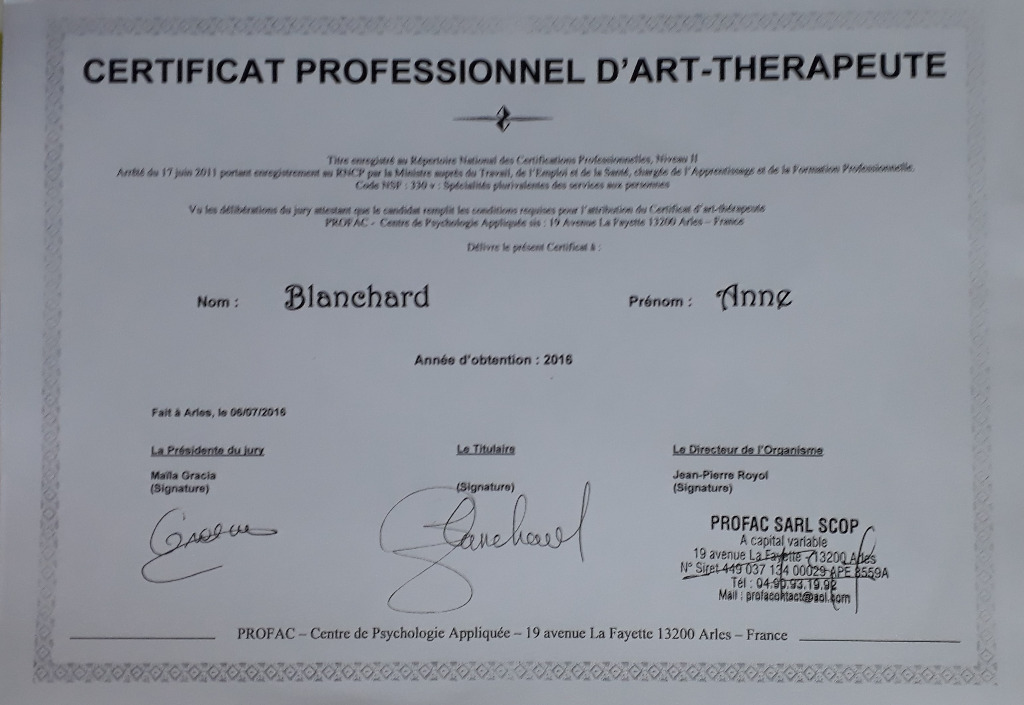 CERTIFICAT PROFESSIONNEL D'ART-THERAPEUTE
Titre enregistré au Répertoire National des Certifications Professionnelles, Niveau II
Arrêté du 17 juin 2011 portant enregistrement au RNCP par la Ministre auprès du Travail, de l'Emploi et de la Santé, chargée de l'Apprentissage et de la Formation Professionnelle.
Code NSF : 330 v : Spécialités plurivalentes des services aux personnes
Vu les délibérations du jury attestant que le candidat remplit les conditions requises pour l'attribution du Certificat d'art-thérapeute
PROFAC - Centre de Psychologie Appliquée sis : 19 Avenue La Fayette 13200 Arles – France
Délivre le présent Certificat à :
Nom : Blanchard Prénom : Anne
Année d'obtention : 2016
Fait à Arles, le 06/07/2016
La Présidente du jury Le Titulaire Le Directeur de l'Organisme
Maïla Gracia Jean-Pierre Royol
(Signature) (Signature) (Signature)
Blanchard
PROFAC SARL SCOP
A capital variable
19 avenue La Fayette - 13200 Arles
N° Siret 449 037 134 00029 APE 8559A
Tél : 04.90.93.19.98
Mail : profacontact@aol.com
PROFAC – Centre de Psychologie Appliquée – 19 avenue La Fayette 13200 Arles – France